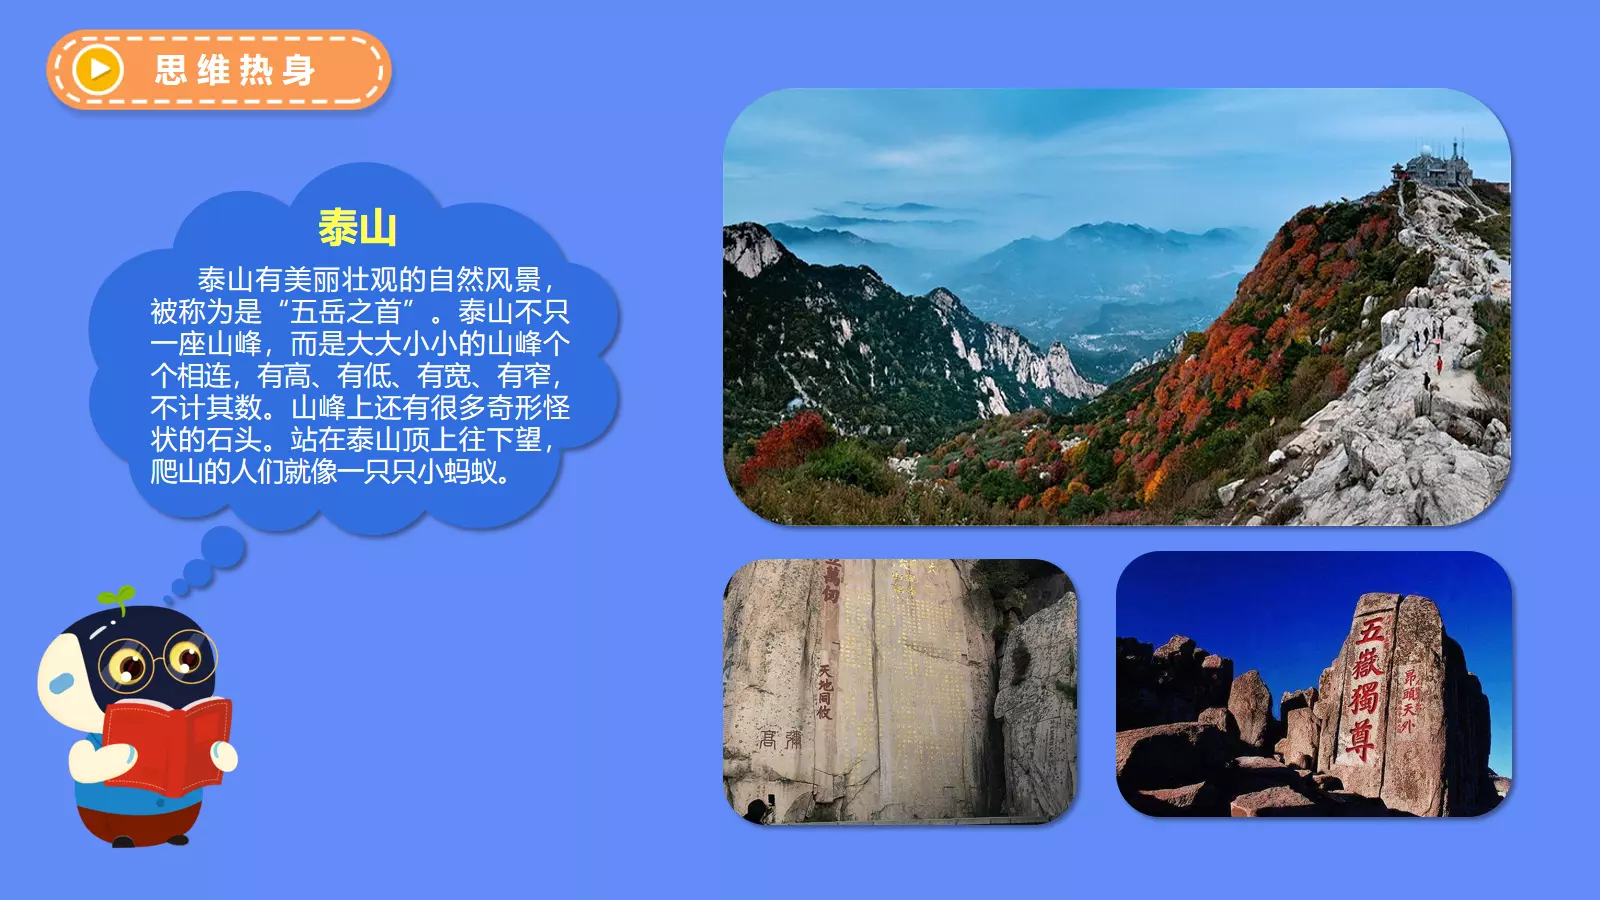 思维热身
泰山
泰山有美丽壮观的自然风景，
被称为是“五岳之首”。泰山不只
一座山峰，而是大大小小的山峰个
个相连，有高、有低、有宽、有窄，
不计其数。山峰上还有很多奇形怪
状的石头。站在泰山顶上往下望，
爬山的人们就像一只只小蚂蚁。
天地同攸
彌高
五嶽獨尊
昂頭天外